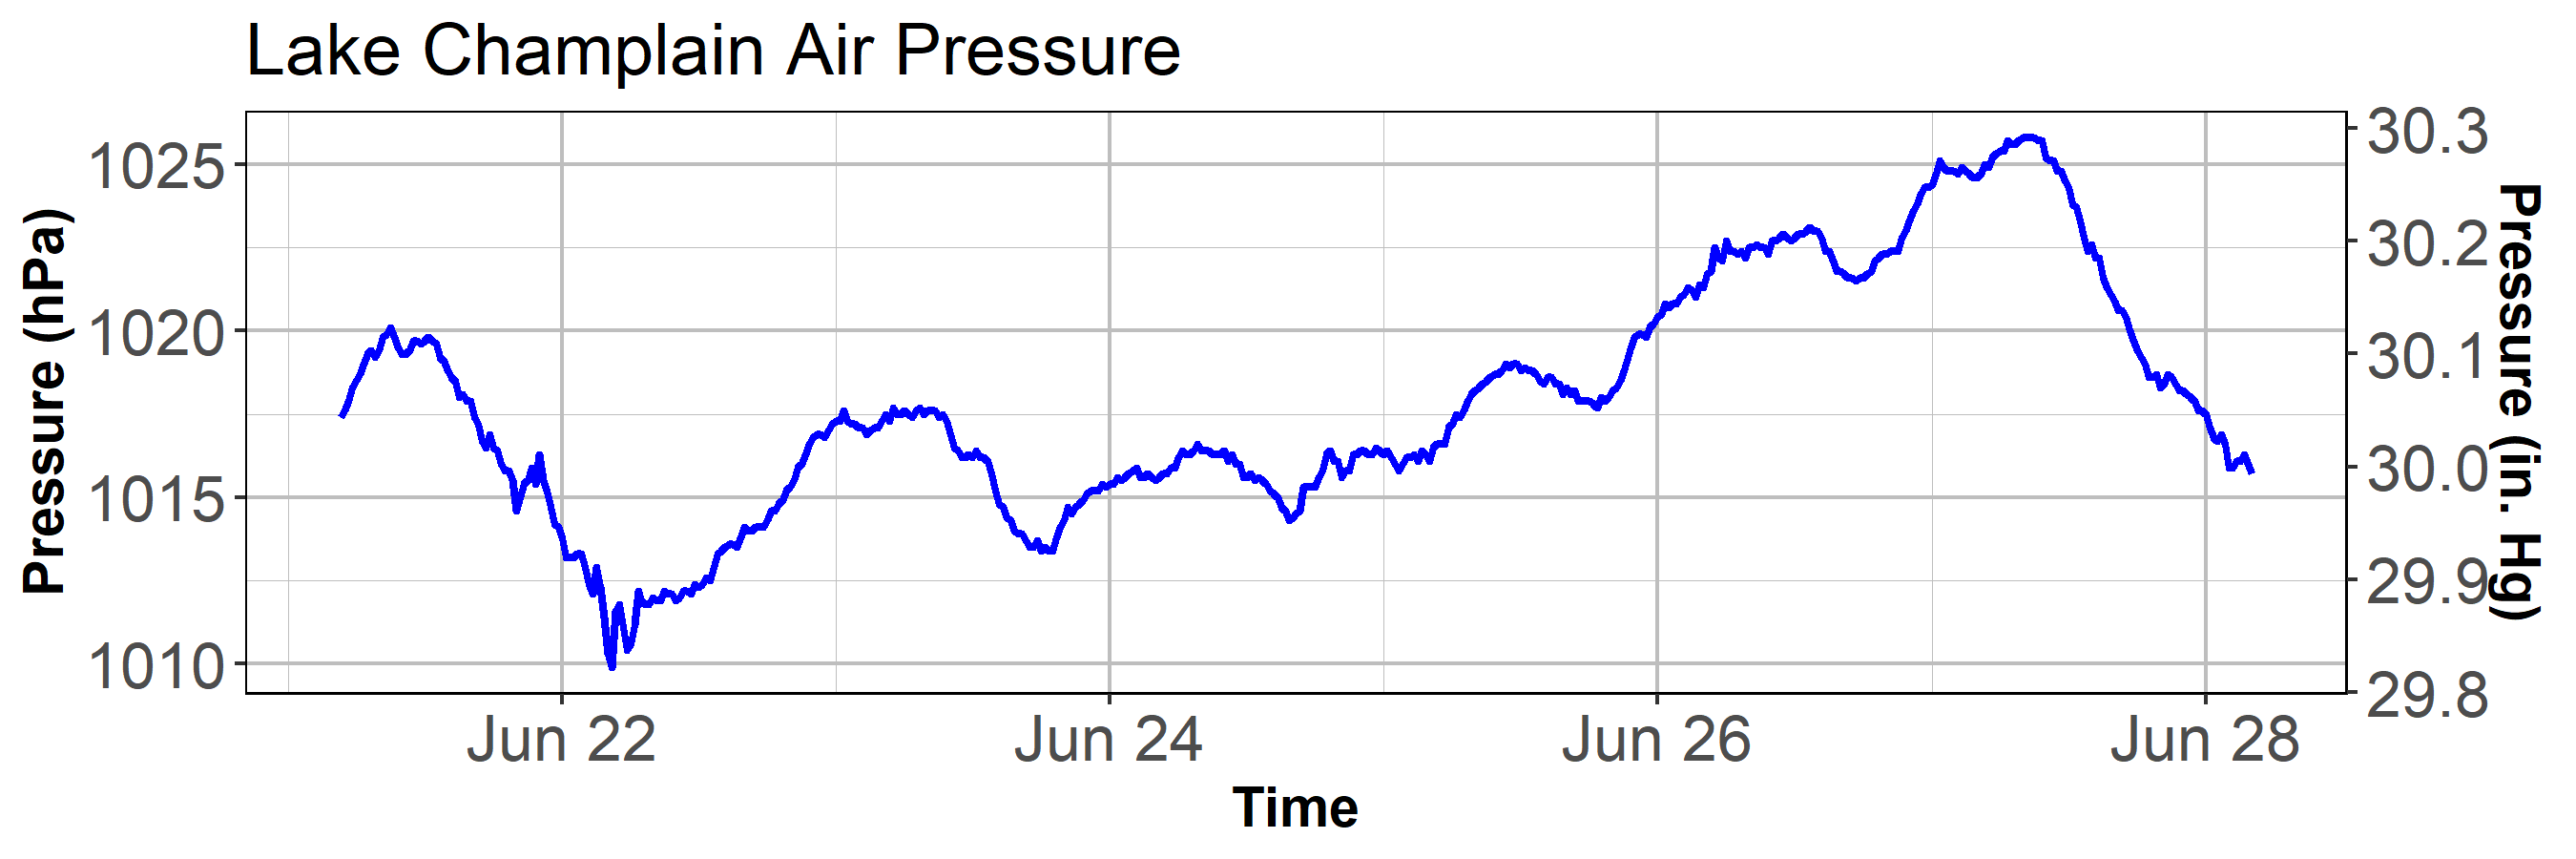 Lake Champlain Air Pressure
Pressure (hPa)
1025
1020
1015
1010
30.3
30.2
30.1
30.0
29.9
29.8
Pressure (in. Hg)
Jun 22 Jun 24 Jun 26 Jun 28
Time